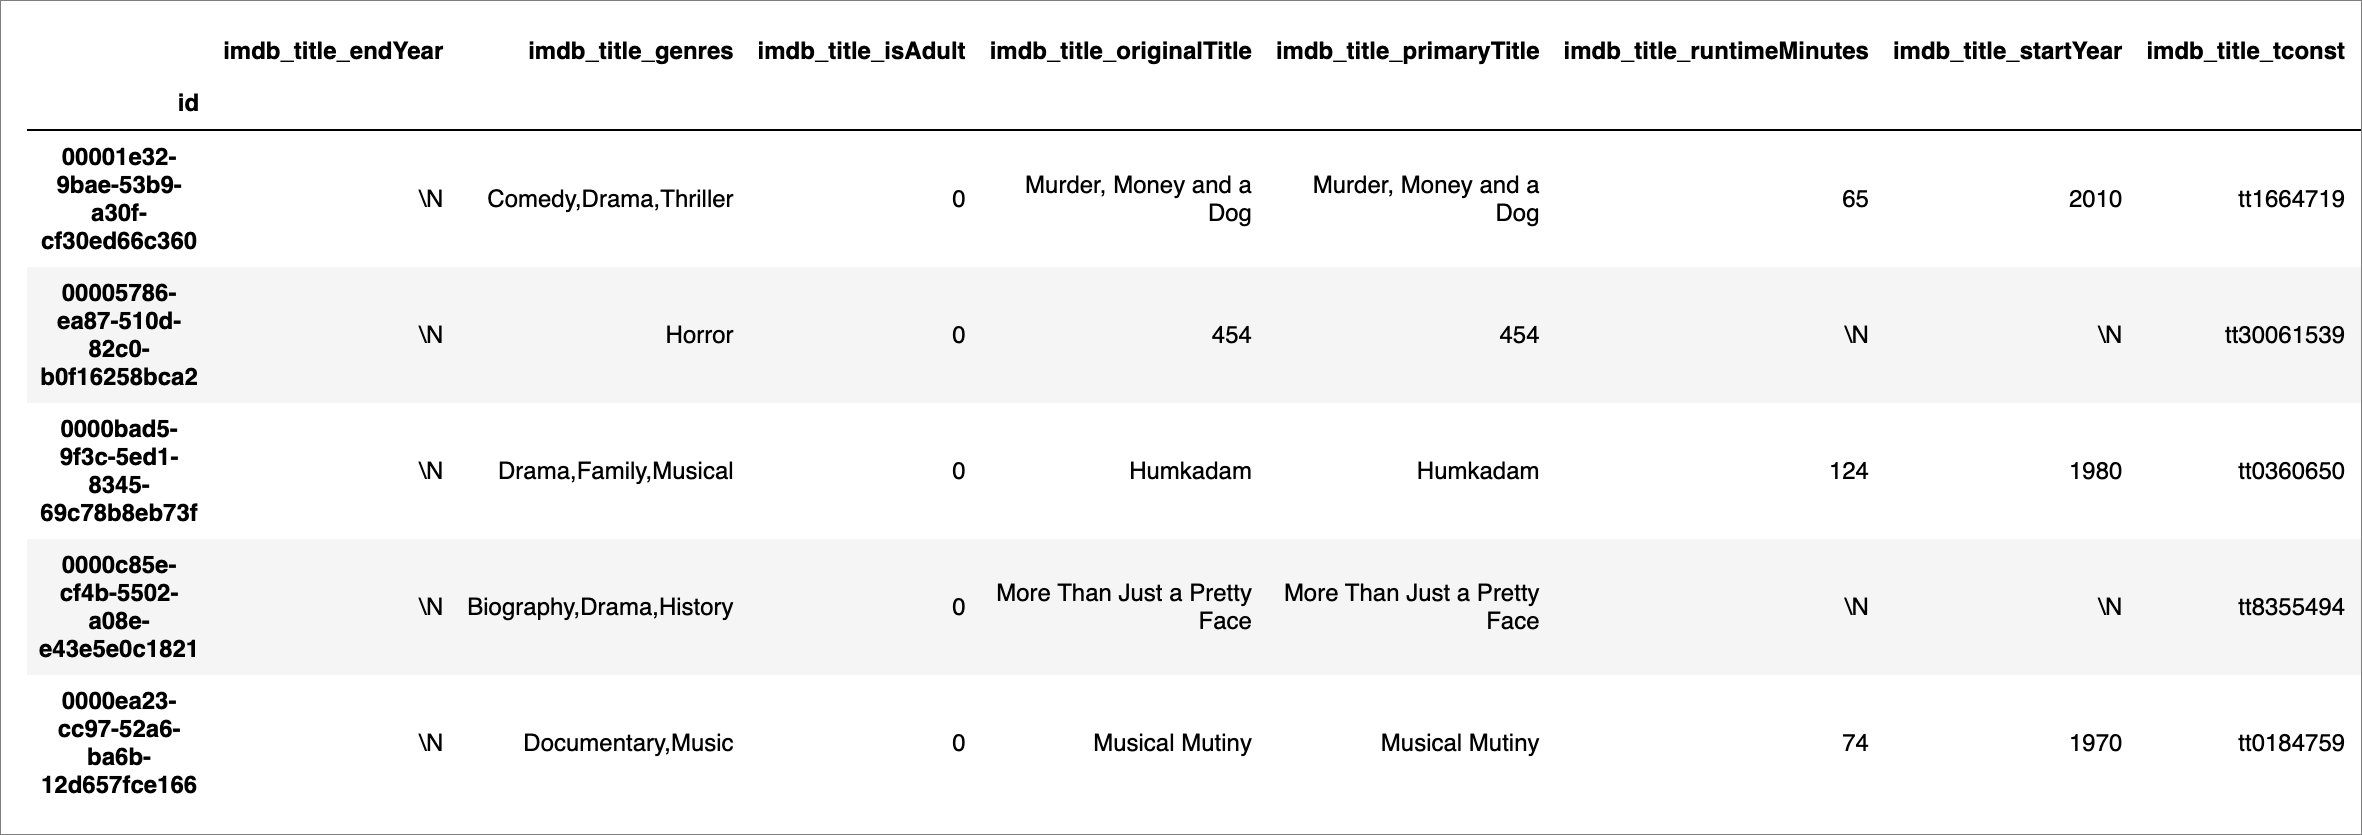 imdb_title_endYear imdb_title_genres imdb_title_isAdult imdb_title_originalTitle imdb_title_primaryTitle imdb_title_runtimeMinutes imdb_title_startYear imdb_title_tconst
id
00001e32-
9bae-53b9-
a30f-
cf30ed66c360
\N Comedy,Drama,Thriller 0
Murder, Money and a
Dog
Murder, Money and a
Dog
65 2010 tt1664719
00005786-
ea87-510d-
82c0-
b0f16258bca2
\N Horror 0 454 454 \N \N tt30061539
0000bad5-
9f3c-5ed1-
8345-
69c78b8eb73f
\N Drama,Family,Musical 0 Humkadam Humkadam 124 1980 tt0360650
0000c85e-
cf4b-5502-
a08e-
e43e5e0c1821
\N Biography,Drama,History 0
More Than Just a Pretty
Face
More Than Just a Pretty
Face
\N \N tt8355494
0000ea23-
cc97-52a6-
ba6b-
12d657fce166
\N Documentary,Music 0 Musical Mutiny Musical Mutiny 74 1970 tt0184759